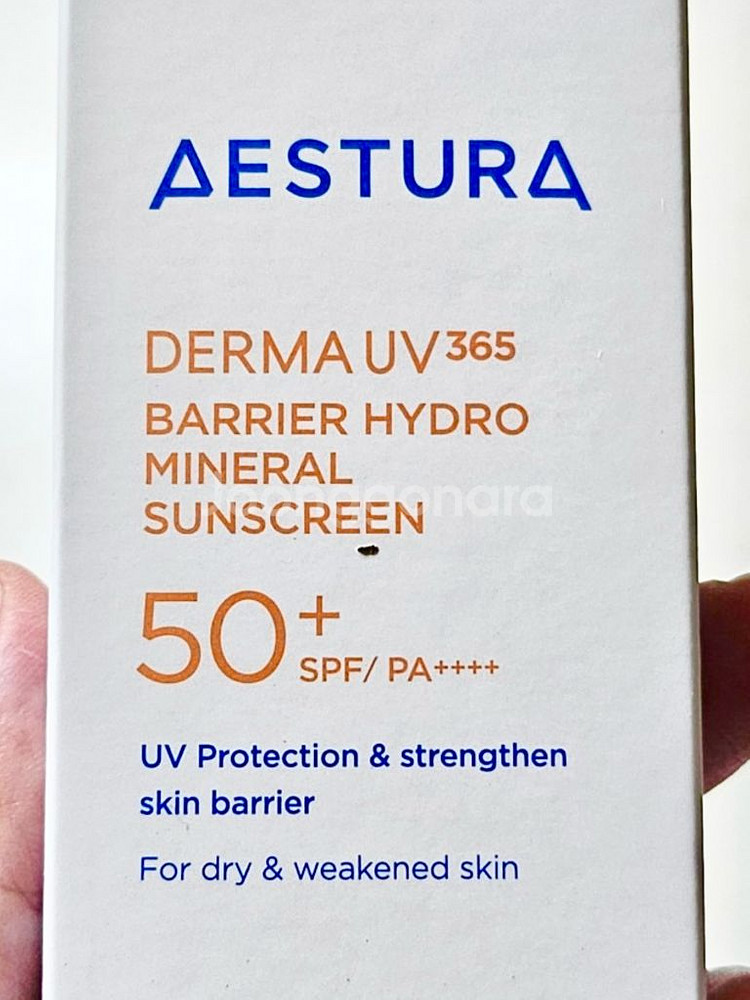 AESTURA
DERMA UV365
BARRIER HYDRO
MINERAL
Joonggonara
SUNSCREEN
50+
SPF/ PA++++
UV Protection & strengthen
skin barrier
For dry & weakened skin